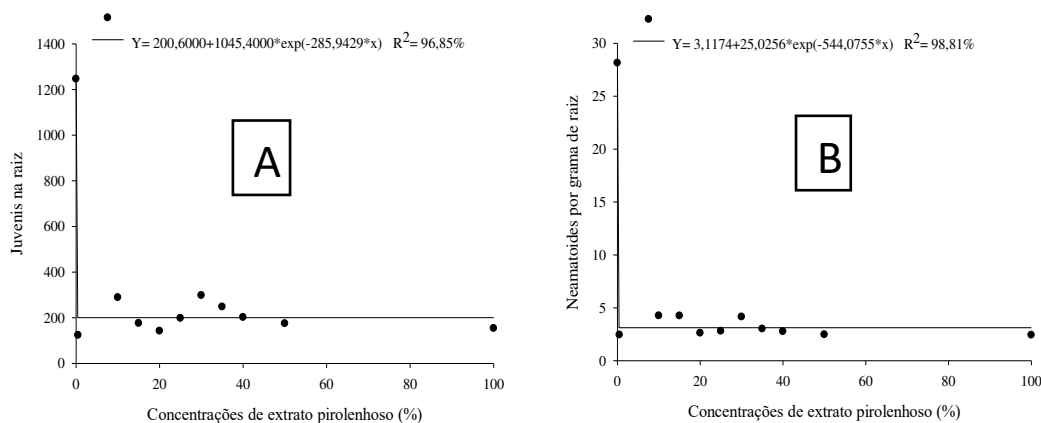 Y= 200,6000+1045,4000*exp(-285,9429*x) R²= 96,85%
1400
1200
1000
800
600
400
200
0
Juvenis na raiz
A
0 20 40 60 80 100
Concentrações de extrato pirolenhoso (%)
Y= 3,1174+25,0256*exp(-544,0755*x) R²= 98,81%
30
25
20
15
10
5
0
Neamatoides por grama de raiz
B
0 20 40 60 80 100
Concentrações de extrato pirolenhoso (%)